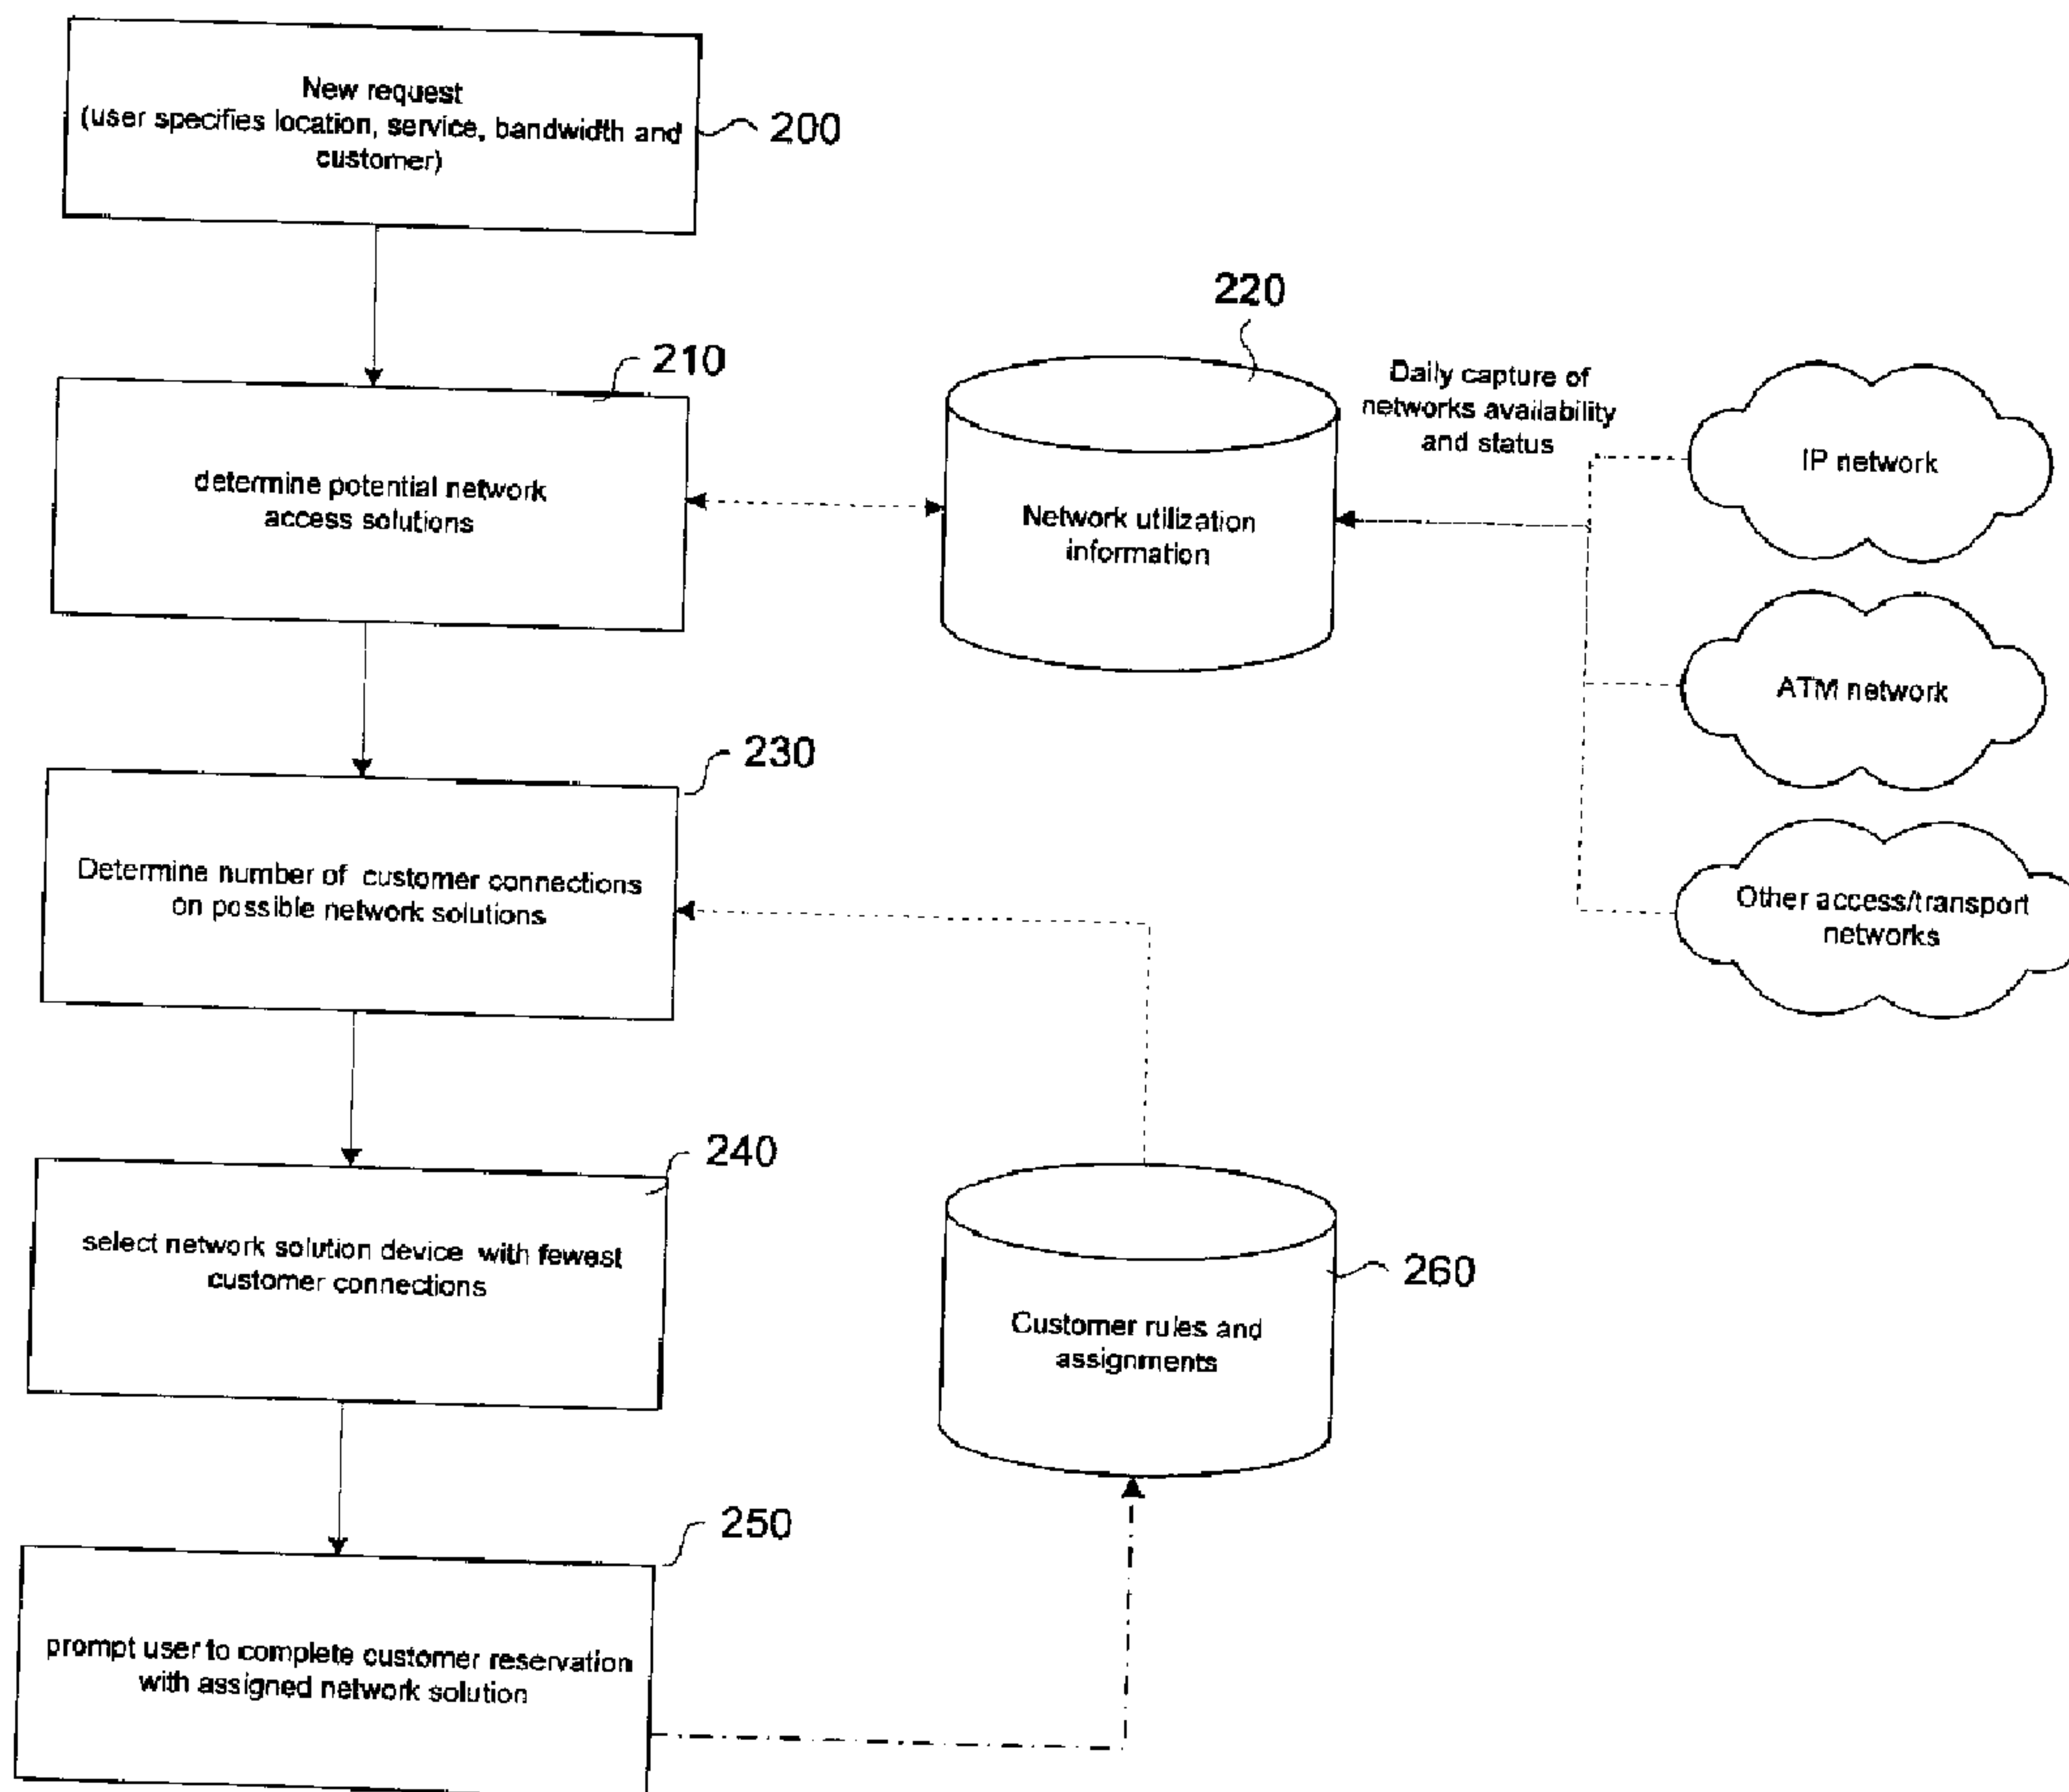 New request
(user specifies location, service, bandwidth and
customer)
200
210
determine potential network
access solutions
220
Network utilization
information
Daily capture of
networks availability
and status
IP network
ATM network
Other access/transport
networks
230
Determine number of customer connections
on possible network solutions
240
select network solution device with fewest
customer connections
260
Customer rules and
assignments
250
prompt user to complete customer reservation
with assigned network solution